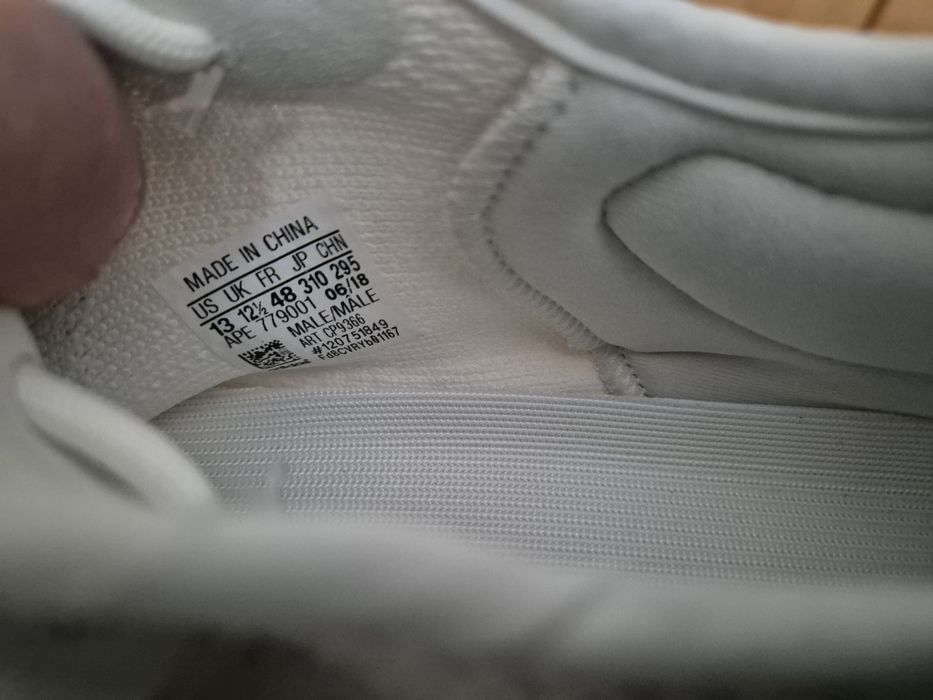 MADE IN CHINA
US UK FR JP CHN
13 12½ 48 310 295
APE 779001 06/18
MALE/MALE
ART CP9366
#120751849